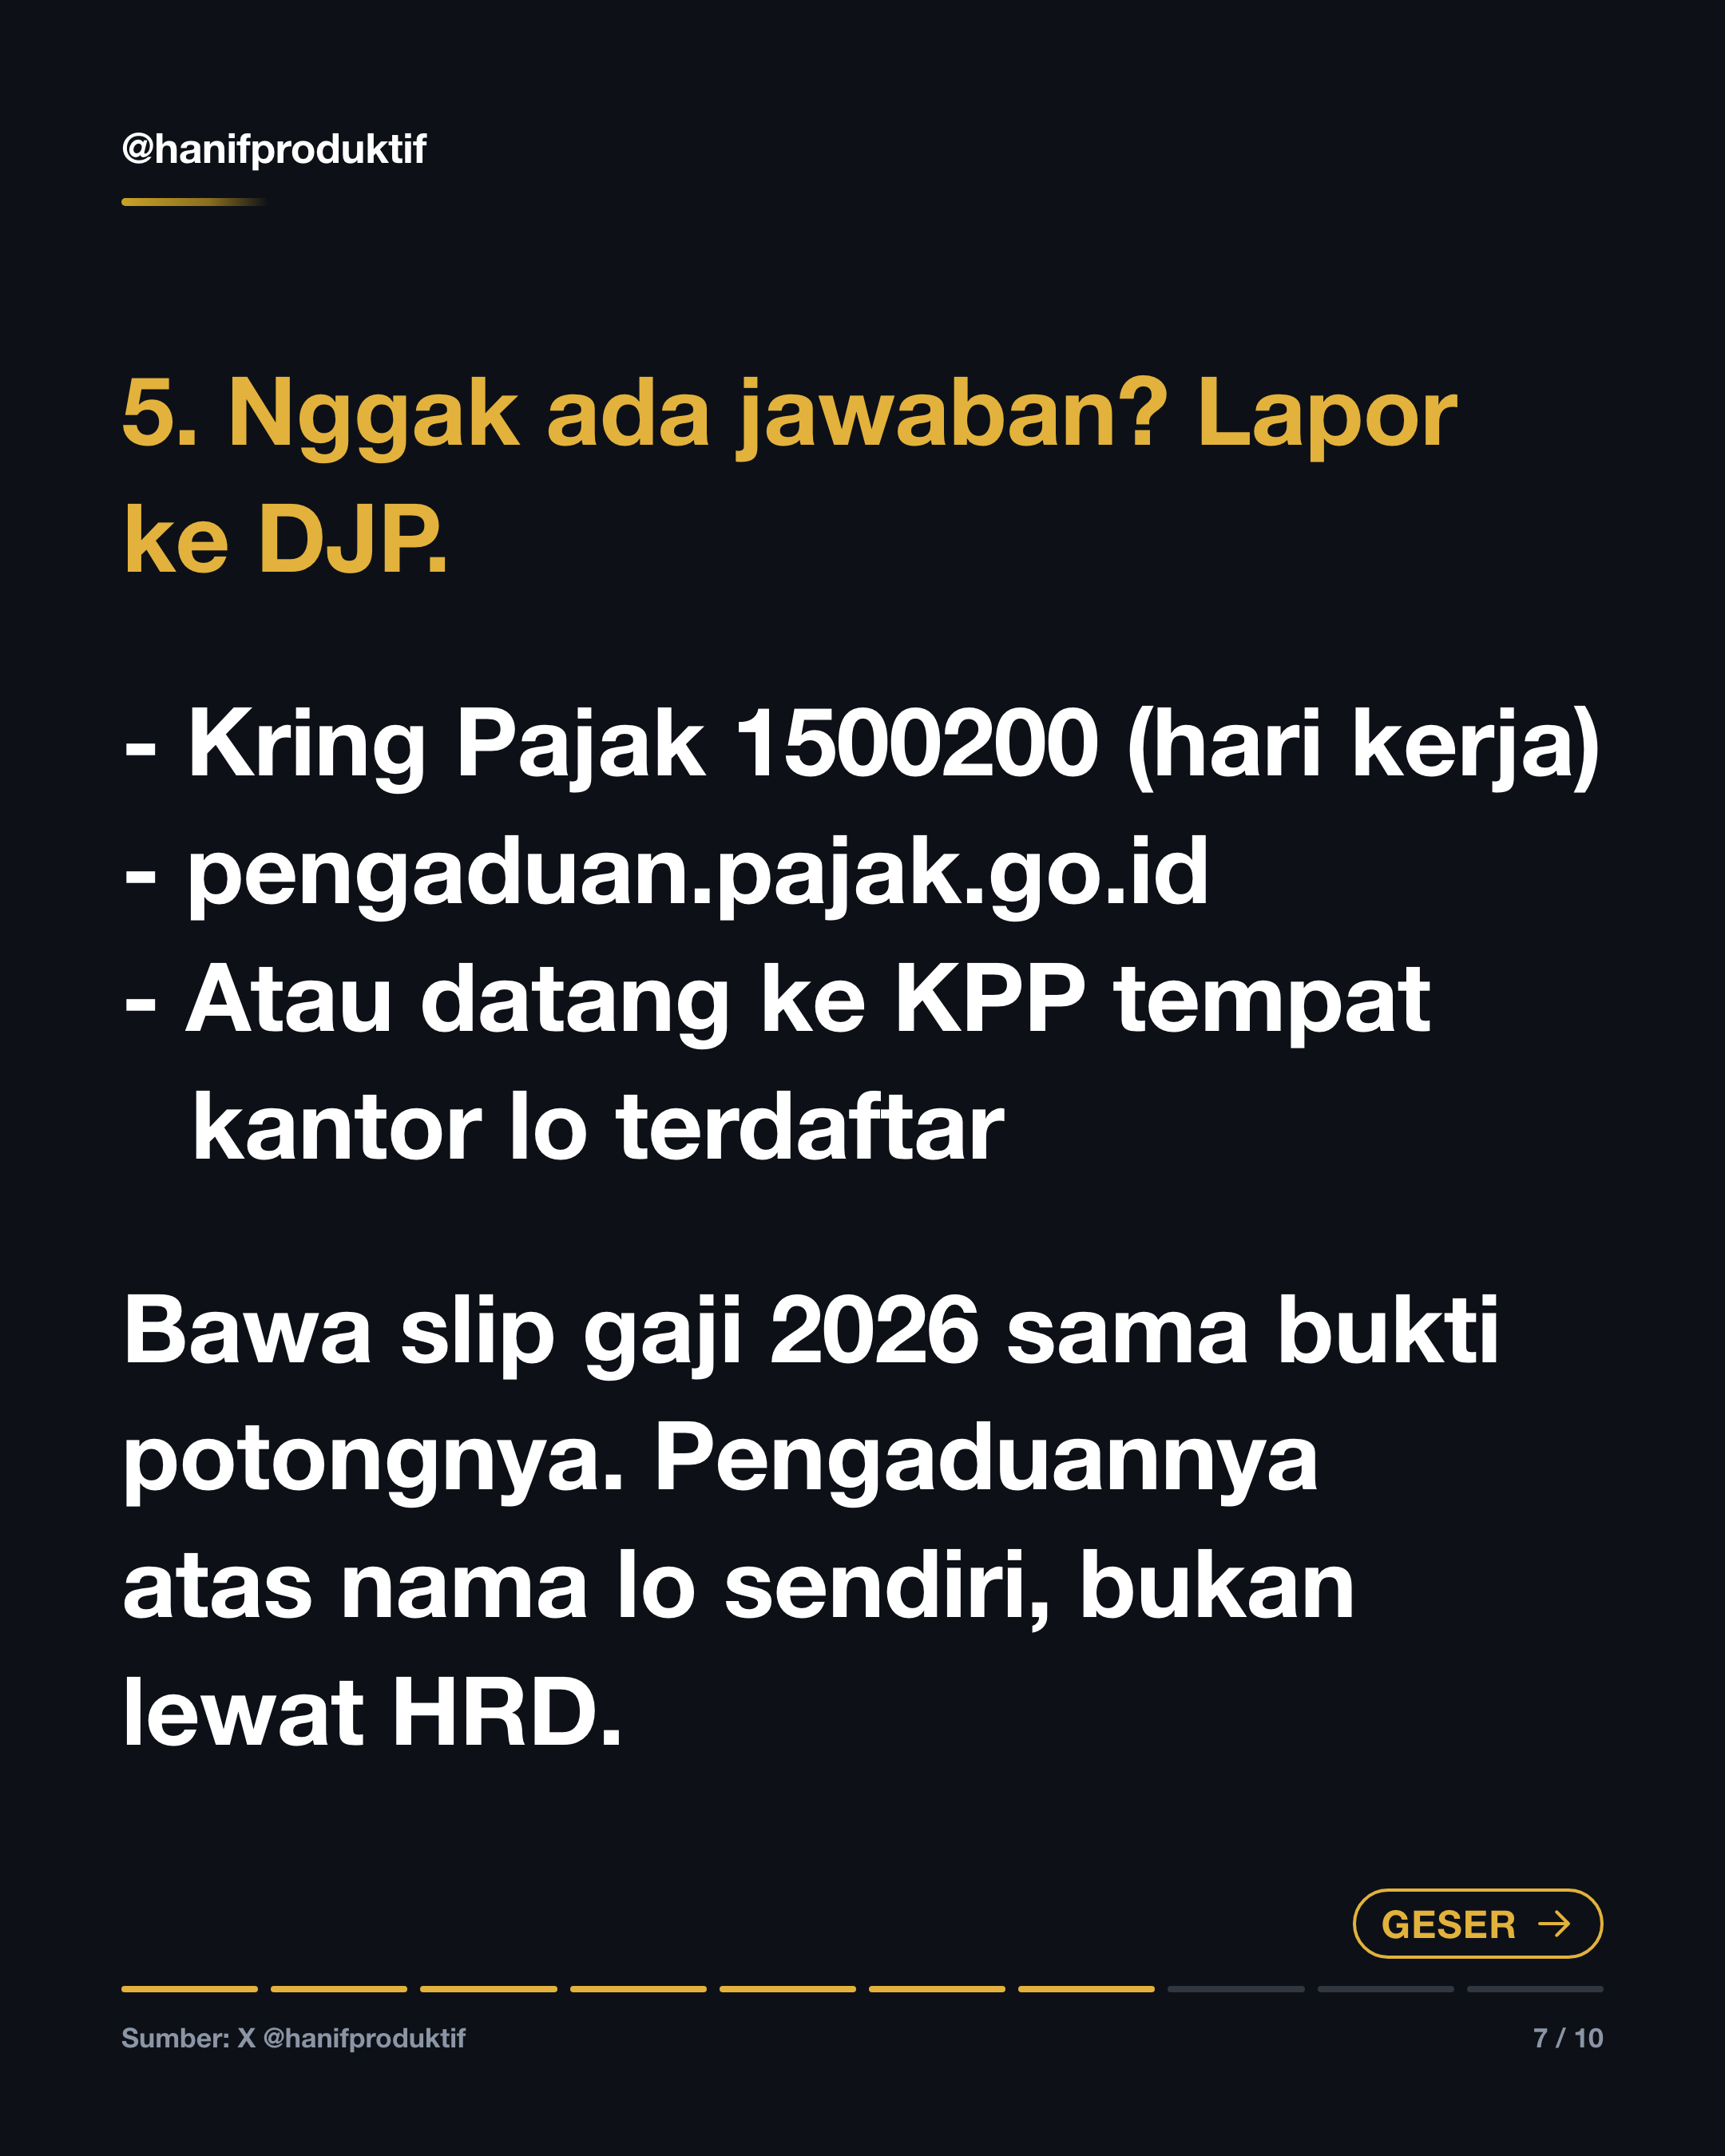 @hanifproduktif
5. Nggak ada jawaban? Lapor
ke DJP.
- Kring Pajak 1500200 (hari kerja)
- pengaduan.pajak.go.id
- Atau datang ke KPP tempat
kantor lo terdaftar
Bawa slip gaji 2026 sama bukti
potongnya. Pengaduannya
atas nama lo sendiri, bukan
lewat HRD.
GESER →
Sumber: X @hanifproduktif
7 / 10